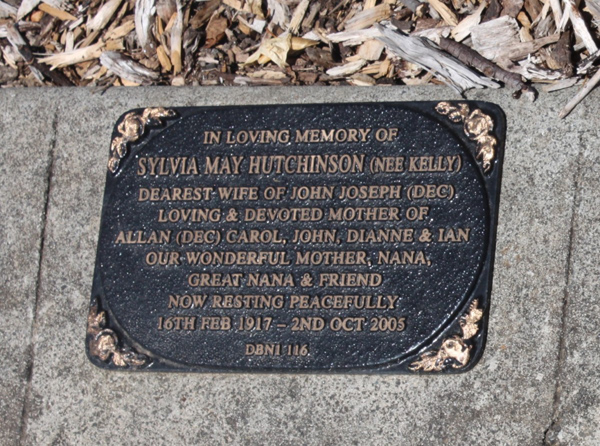 IN LOVING MEMORY OF
SYLVIA MAY HUTCHINSON (NEE KELLY)
DEAREST WIFE OF JOHN JOSEPH (DEC)
LOVING & DEVOTED MOTHER OF
ALLAN (DEC) CAROL, JOHN, DIANNE & IAN
OUR WONDERFUL MOTHER, NANA,
GREAT NANA & FRIEND
NOW RESTING PEACEFULLY
16TH FEB 1917 – 2ND OCT 2005
DBN1 116.